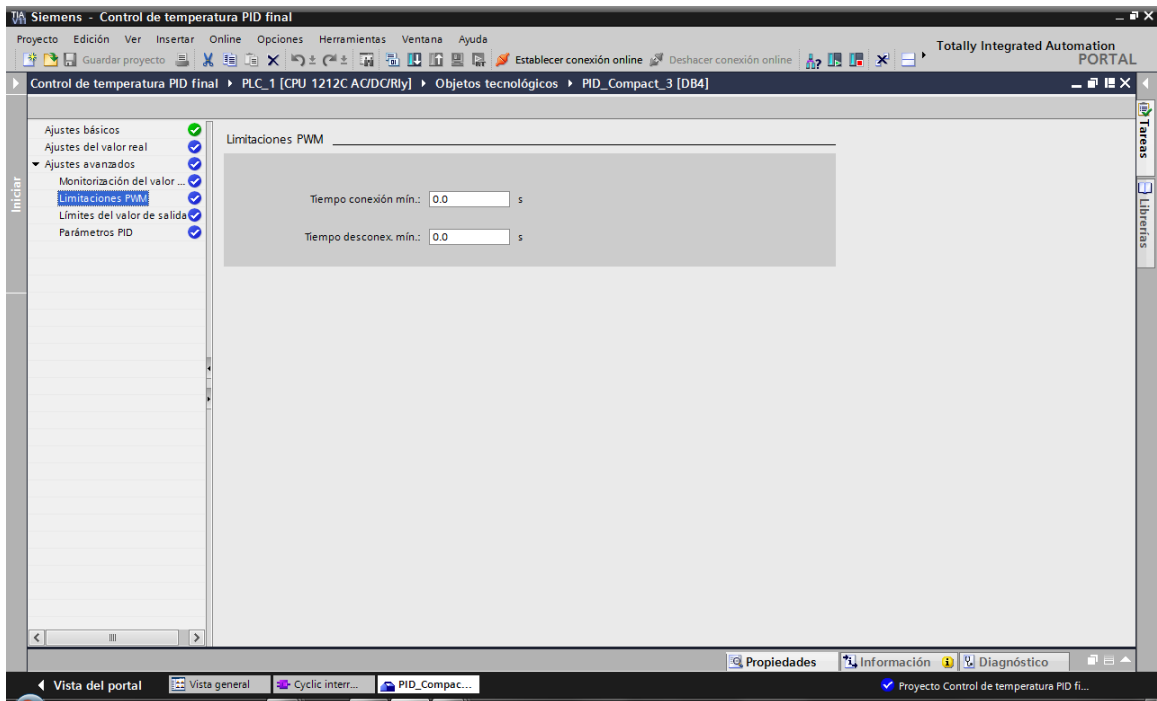 Siemens - Control de temperatura PID final
Proyecto Edición Ver Insertar Online Opciones Herramientas Ventana Ayuda
Totally Integrated Automation
PORTAL
Guardar proyecto Establecer conexión online Deshacer conexión online
Control de temperatura PID final PLC_1 [CPU 1212C AC/DC/Rly] Objetos tecnológicos PID_Compact_3 [DB4]
Iniciar
Ajustes básicos
Ajustes del valor real
Ajustes avanzados
Monitorización del valor ...
Limitaciones PWM
Límites del valor de salida
Parámetros PID
Limitaciones PWM
Tiempo conexión mín.: 0.0 s
Tiempo desconex. mín.: 0.0 s
Tareas
Librerías
Propiedades Información Diagnóstico
Vista del portal Vista general Cyclic interr... PID_Compac... Proyecto Control de temperatura PID fi...